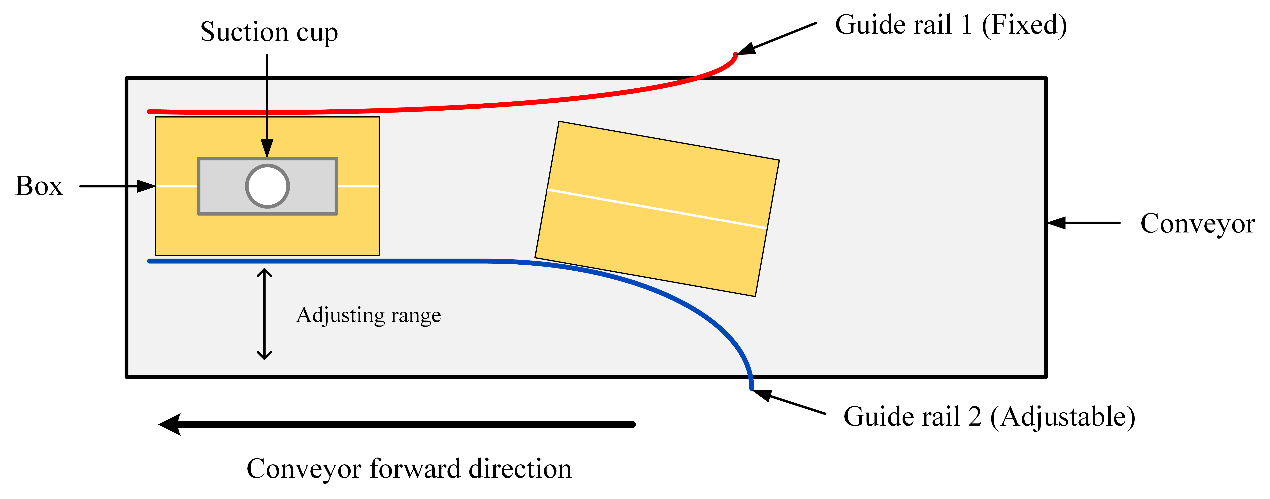 Suction cup
Guide rail 1 (Fixed)
Box
Conveyor
Adjusting range
Guide rail 2 (Adjustable)
Conveyor forward direction